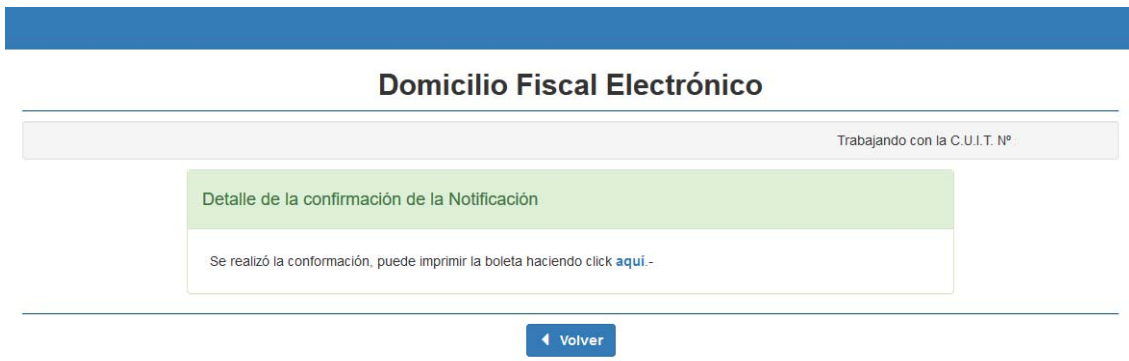 Domicilio Fiscal Electrónico
Trabajando con la C.U.I.T. Nº
Detalle de la confirmación de la Notificación
Se realizó la conformación, puede imprimir la boleta haciendo click aquí.-
Volver